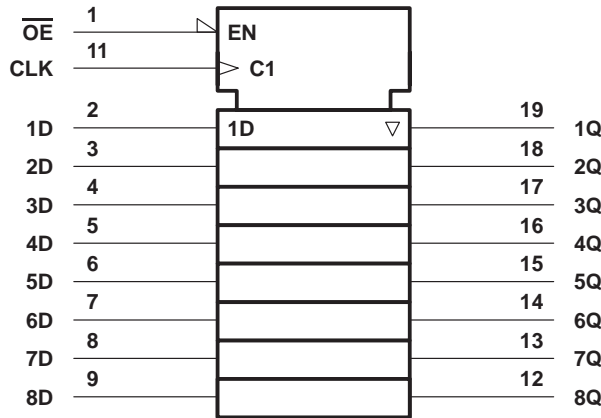 OE 1 EN
CLK 11 C1
1D 2 1D 19 1Q
2D 3 18 2Q
3D 4 17 3Q
4D 5 16 4Q
5D 6 15 5Q
6D 7 14 6Q
7D 8 13 7Q
8D 9 12 8Q